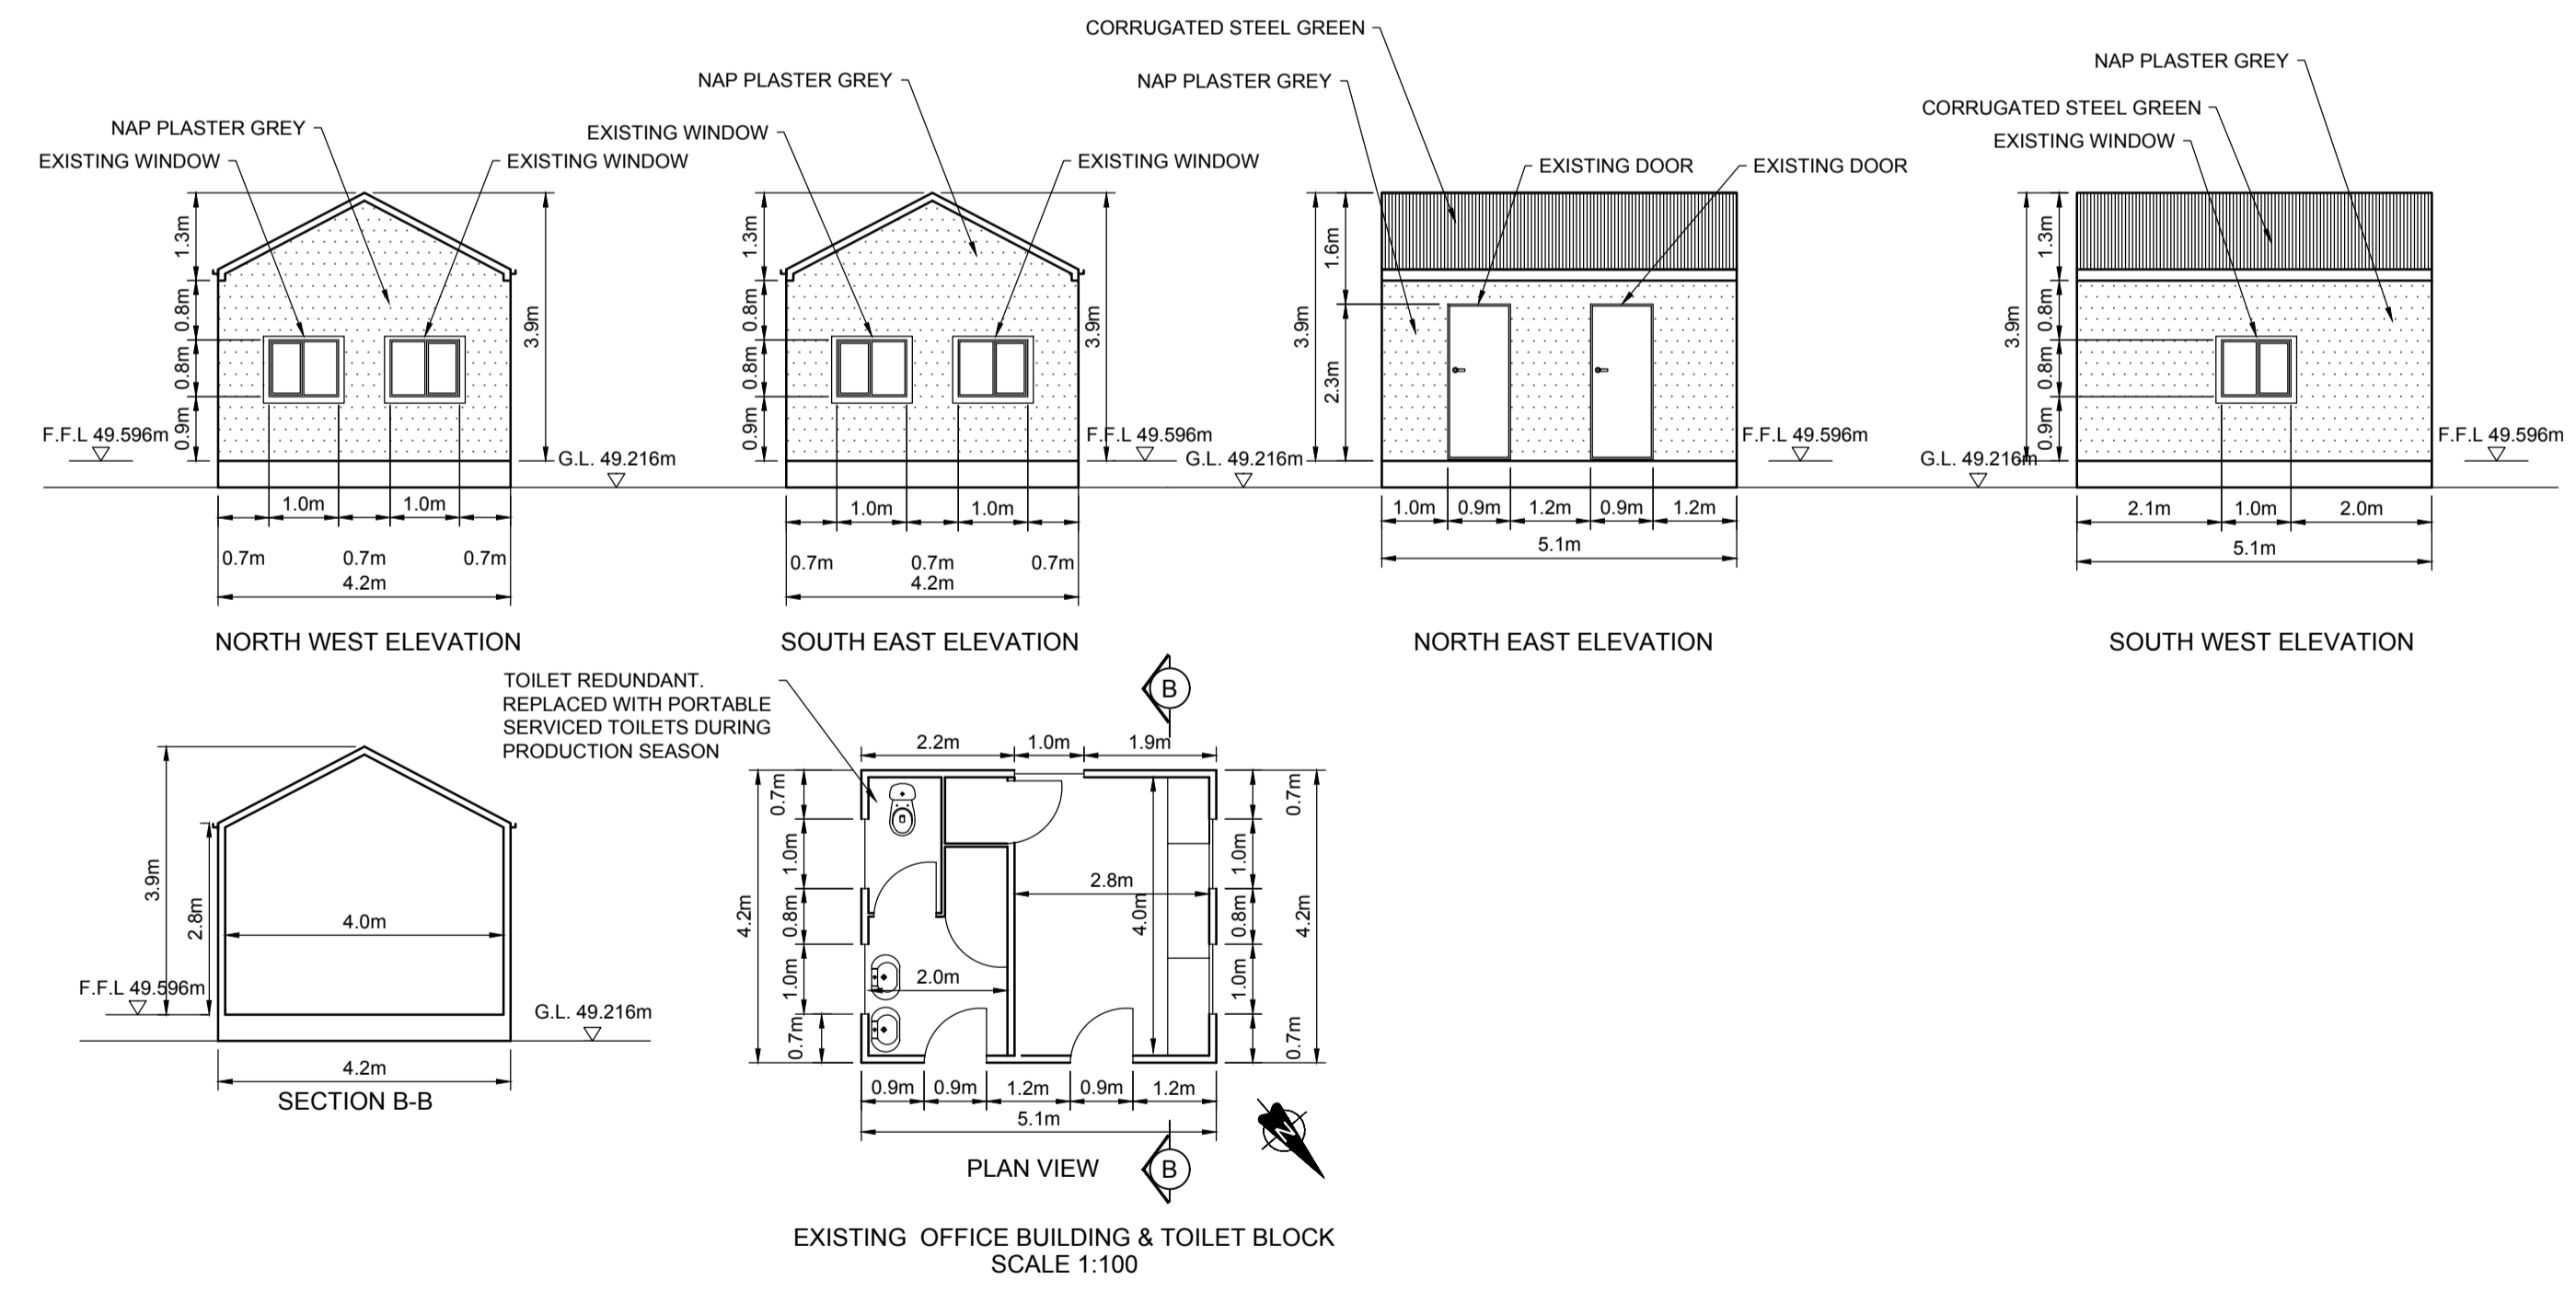 CORRUGATED STEEL GREEN
NAP PLASTER GREY
NAP PLASTER GREY
NAP PLASTER GREY
CORRUGATED STEEL GREEN
NAP PLASTER GREY
EXISTING WINDOW
EXISTING WINDOW
EXISTING WINDOW
EXISTING WINDOW
EXISTING DOOR
EXISTING DOOR
EXISTING WINDOW
1.3m
0.8m
0.8m
0.9m
3.9m
F.F.L 49.596m
G.L. 49.216m
1.0m
1.0m
0.7m
0.7m
0.7m
4.2m
NORTH WEST ELEVATION
1.3m
0.8m
0.8m
0.9m
3.9m
F.F.L 49.596m
G.L. 49.216m
1.0m
1.0m
0.7m
0.7m
0.7m
4.2m
SOUTH EAST ELEVATION
3.9m
1.6m
2.3m
F.F.L 49.596m
1.0m
0.9m
1.2m
0.9m
1.2m
5.1m
NORTH EAST ELEVATION
3.9m
1.3m
0.8m
0.8m
0.9m
G.L. 49.216m
F.F.L 49.596m
2.1m
1.0m
2.0m
5.1m
SOUTH WEST ELEVATION
3.9m
2.8m
4.0m
F.F.L 49.596m
G.L. 49.216m
4.2m
SECTION B-B
TOILET REDUNDANT.
REPLACED WITH PORTABLE
SERVICED TOILETS DURING
PRODUCTION SEASON
B
2.2m
1.0m
1.9m
4.2m
0.7m
1.0m
0.8m
1.0m
0.7m
2.8m
4.0m
2.0m
0.7m
1.0m
0.8m
1.0m
0.7m
4.2m
0.9m
0.9m
1.2m
0.9m
1.2m
5.1m
N
PLAN VIEW
B
EXISTING OFFICE BUILDING & TOILET BLOCK
SCALE 1:100